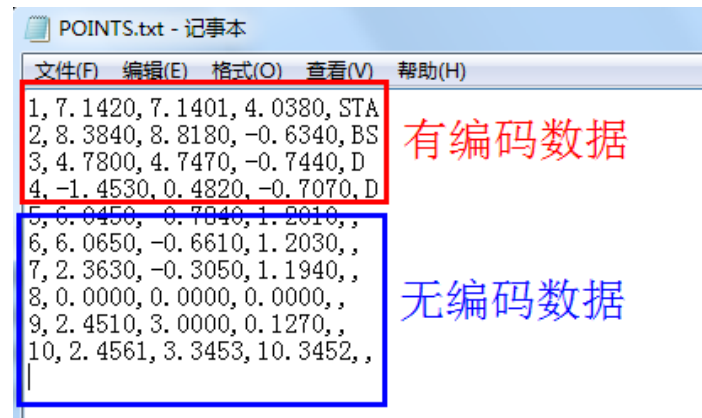 POINTS.txt - 记事本
文件(F) 编辑(E) 格式(O) 查看(V) 帮助(H)
1,7.1420,7.1401,4.0380,STA
2,8.3840,8.8180,-0.6340,BS
3,4.7800,4.7470,-0.7440,D
4,-1.4530,0.4820,-0.7070,D
有编码数据
5,6.0450,-0.7840,1.2010,,
6,6.0650,-0.6610,1.2030,,
7,2.3630,-0.3050,1.1940,,
8,0.0000,0.0000,0.0000,,
9,2.4510,3.0000,0.1270,,
10,2.4561,3.3453,10.3452,,
无编码数据